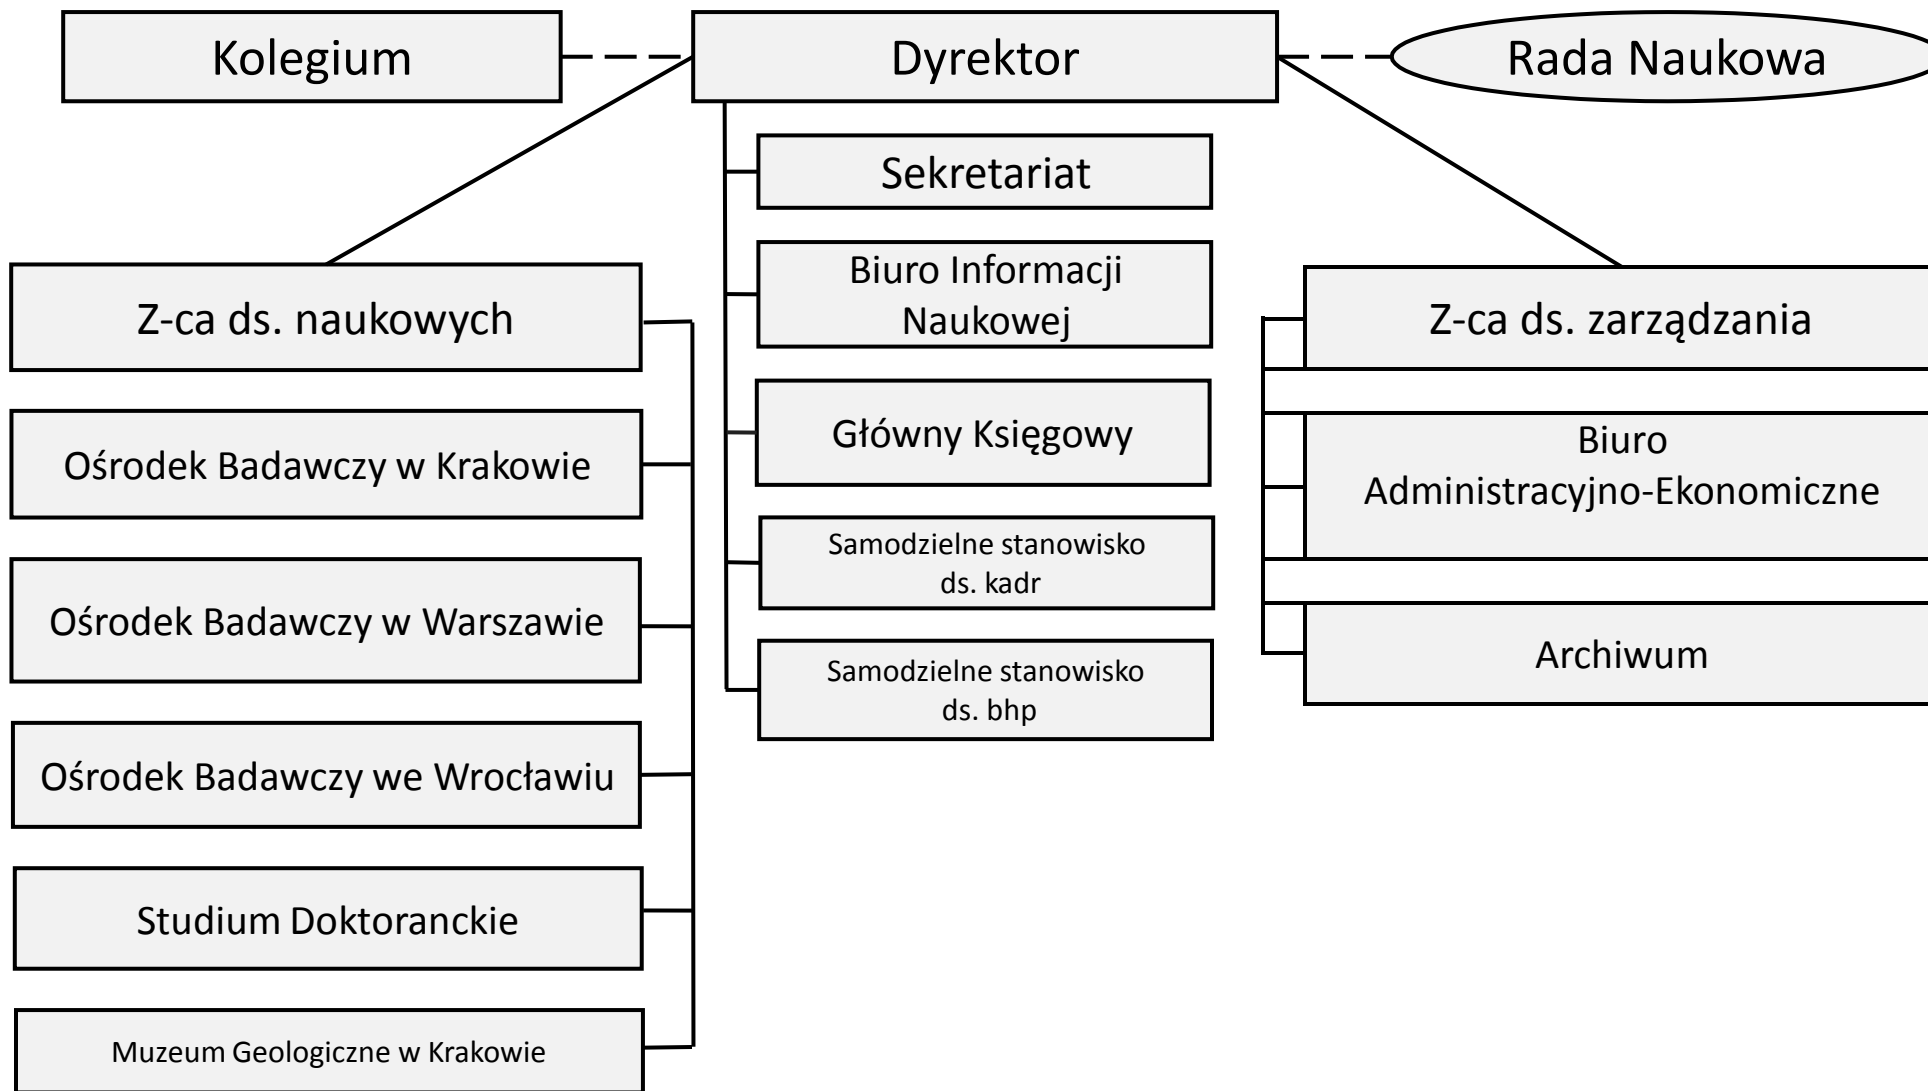 Kolegium
Dyrektor
Rada Naukowa
Sekretariat
Biuro Informacji
Naukowej
Główny Księgowy
Samodzielne stanowisko
ds. kadr
Samodzielne stanowisko
ds. bhp
Z-ca ds. naukowych
Ośrodek Badawczy w Krakowie
Ośrodek Badawczy w Warszawie
Ośrodek Badawczy we Wrocławiu
Studium Doktoranckie
Muzeum Geologiczne w Krakowie
Z-ca ds. zarządzania
Biuro
Administracyjno-Ekonomiczne
Archiwum